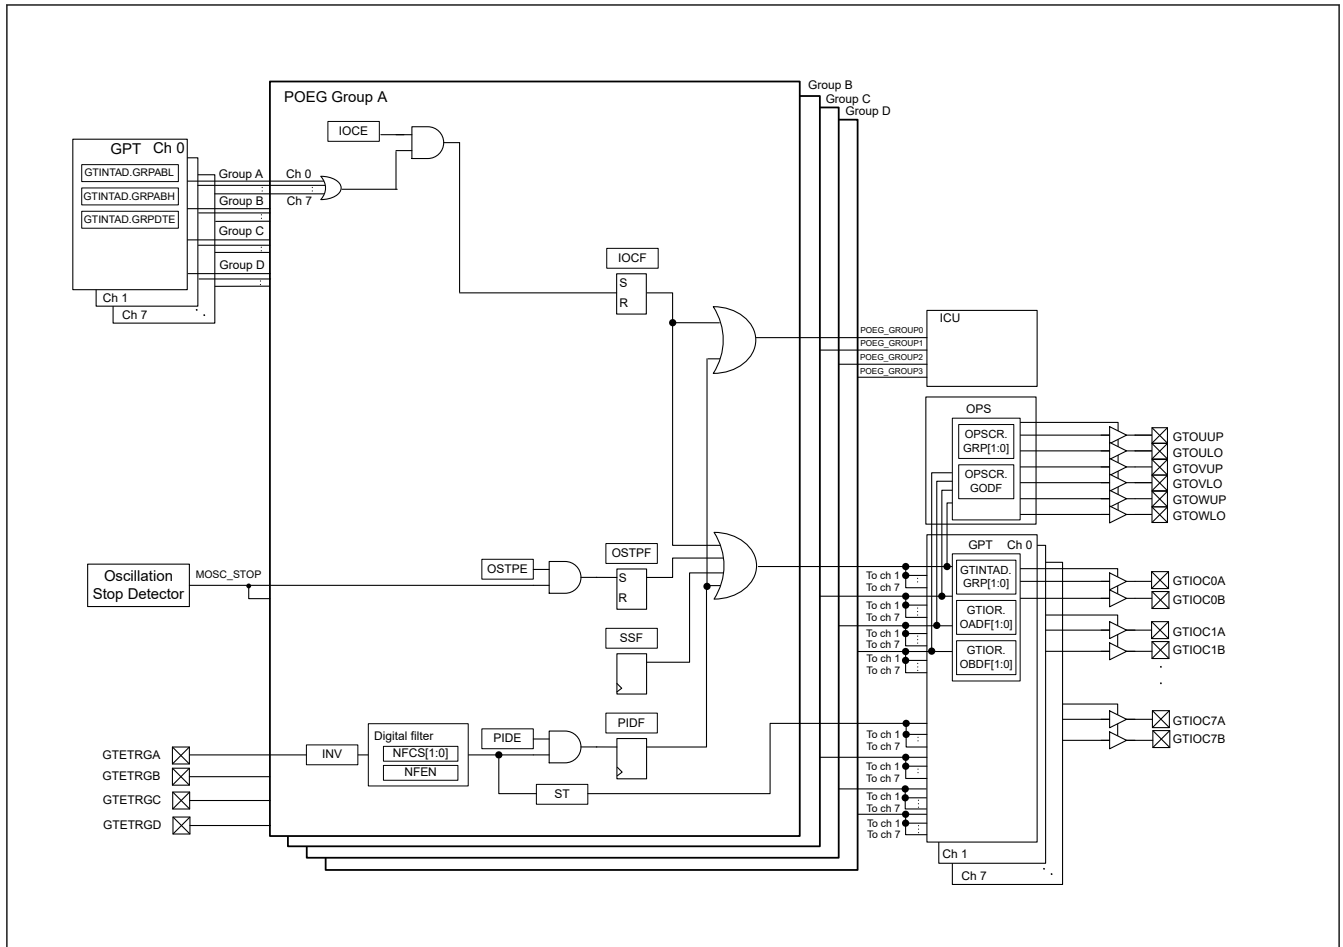 POEG Group A
Group B
Group C
Group D
IOCE
GPT Ch 0
GTINTAD.GRPABL
GTINTAD.GRPABH
GTINTAD.GRPDTE
Ch 1
Ch 7
Group A
Group B
Group C
Group D
Ch 0
Ch 7
IOCF
S
R
POEG_GROUP0
POEG_GROUP1
POEG_GROUP2
POEG_GROUP3
ICU
OPS
OPSCR.
GRP[1:0]
OPSCR.
GODF
GTOUUP
GTOULO
GTOVUP
GTOVLO
GTOWUP
GTOWLO
Oscillation
Stop Detector
MOSC_STOP
OSTPE
OSTPF
S
R
SSF
GPT Ch 0
GTINTAD.
GRP[1:0]
GTIOR.
OADF[1:0]
GTIOR.
OBDF[1:0]
To ch 1
To ch 7
To ch 1
To ch 7
To ch 1
To ch 7
To ch 1
To ch 7
GTIOC0A
GTIOC0B
GTIOC1A
GTIOC1B
GTIOC7A
GTIOC7B
GTETRGA
GTETRGB
GTETRGC
GTETRGD
INV
Digital filter
NFCS[1:0]
NFEN
PIDE
PIDF
ST
To ch 1
To ch 7
To ch 1
To ch 7
To ch 1
To ch 7
To ch 1
To ch 7
Ch 1
Ch 7